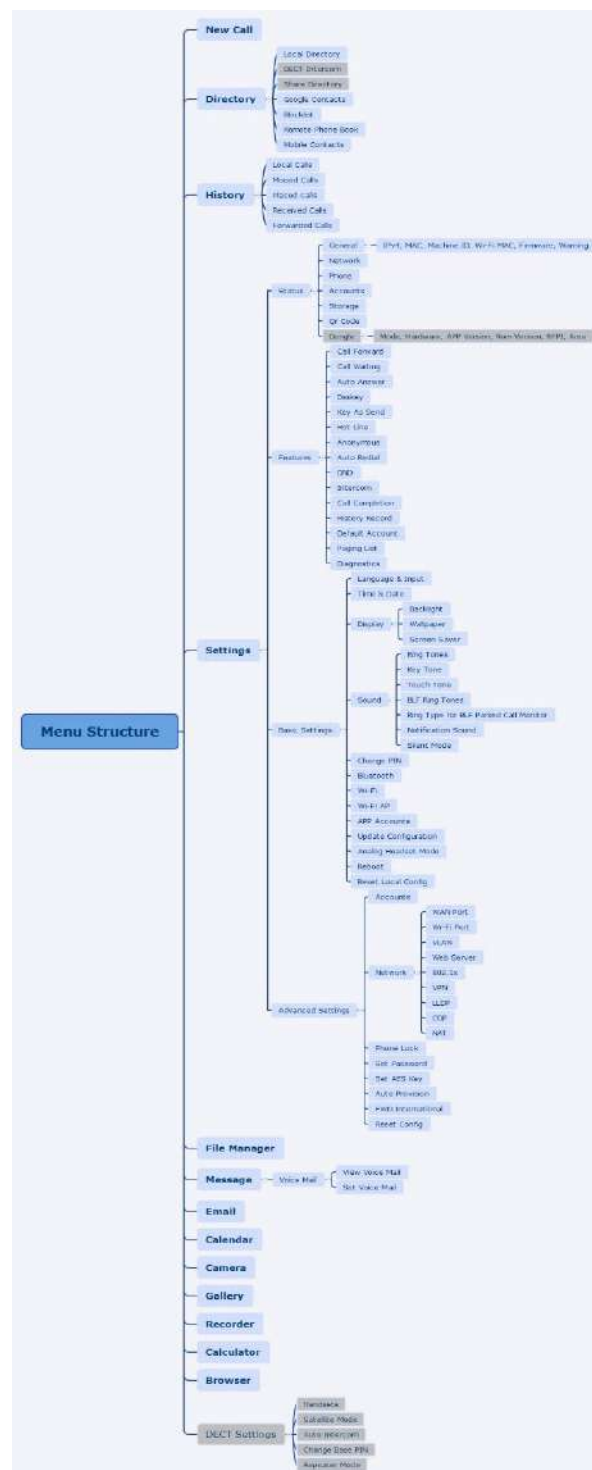 New Call
Local Directory
DECT Intercom
Share Directory
Directory
Google Contacts
Blocklist
Remote Phone Book
Mobile Contacts
Local Calls
Missed Calls
History
Placed Calls
Received Calls
Forwarded Calls
General
IPv4, MAC, Machine ID, Wi-Fi MAC, Firmware, Warning
Network
Phone
Status
Accounts
Storage
QR Code
Dongle
Mode, Hardware, APP Version,
Call Forward
Call Waiting
Auto Answer
Dsskey
Key As Send
Hot Line
Anonymous
Features
Auto Redial
DND
Intercom
Call Completion
History Record
Default Account
Paging List
Diagnostics
Language & Input
Time & Date
Backlight
Display
Wallpaper
Screen Saver
Settings
Ring Tones
Key Tone
Touch Tone
Sound
BLF Ring Tones
Ring Type for BLF Parked Call Monitor
Menu Structure
Basic Settings
Notification Sound
Silent Mode
Change PIN
Bluetooth
Wi-Fi
Wi-Fi AP
APP Accounts
Update Configuration
Analog Headset Mode
Reboot
Reset Local Config
Accounts
WAN Port
Wi-Fi Port
VLAN
Web Server
Network
802.1x
VPN
LLDP
CDP
Advanced Settings
NAT
Phone Lock
Set Password
Set AES Key
Auto Provision
International
Reset Config
File Manager
View Voice Mail
Message
Voice Mail
Set Voice Mail
Email
Calendar
Camera
Gallery
Recorder
Calculator
Browser
Handsets
Satellite Mode
DECT Settings
Auto Intercom
Change Base PIN
Repeater Mode